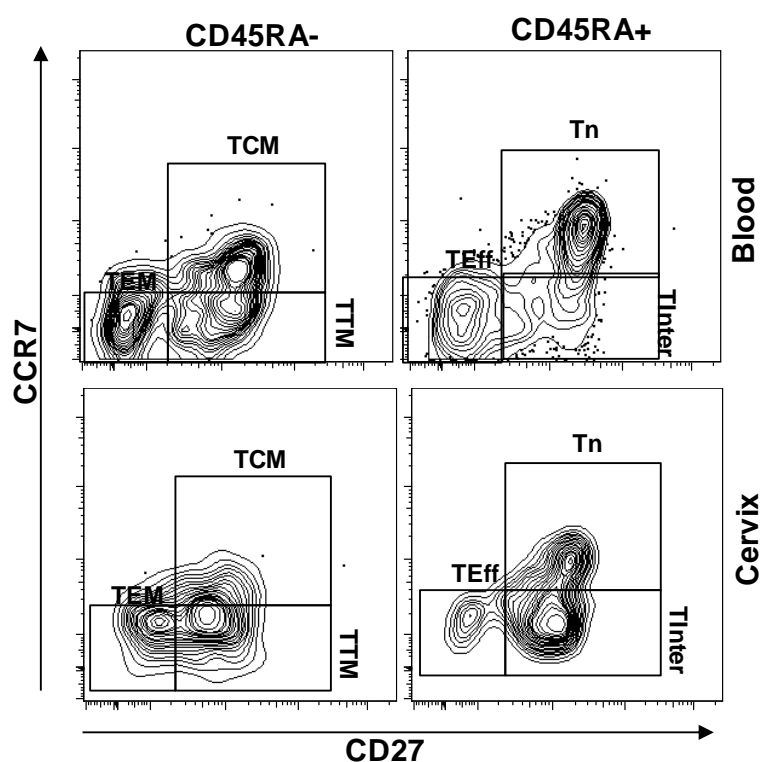 CD45RA-
CD45RA+
TCM
Tn
TEM
TEff
TTM
TInter
Blood
CCR7
TCM
Tn
TEM
TEff
TTM
TInter
Cervix
CD27